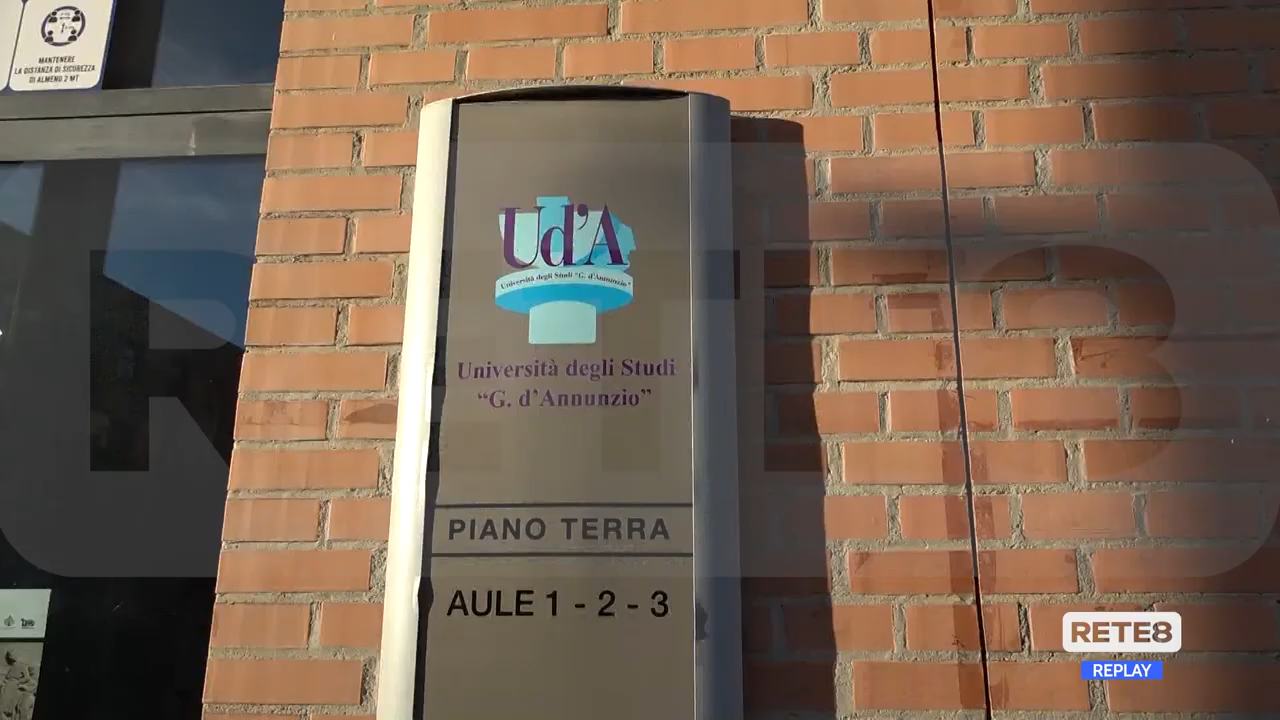 MANTENERE
LA DISTANZA DI SICUREZZA
DI ALMENO 2 MT
Ud'A
Università degli Studi "G. d'Annunzio"
Università degli Studi
“G. d’Annunzio”
PIANO TERRA
AULE 1 - 2 - 3
RETE8
RETE8
REPLAY